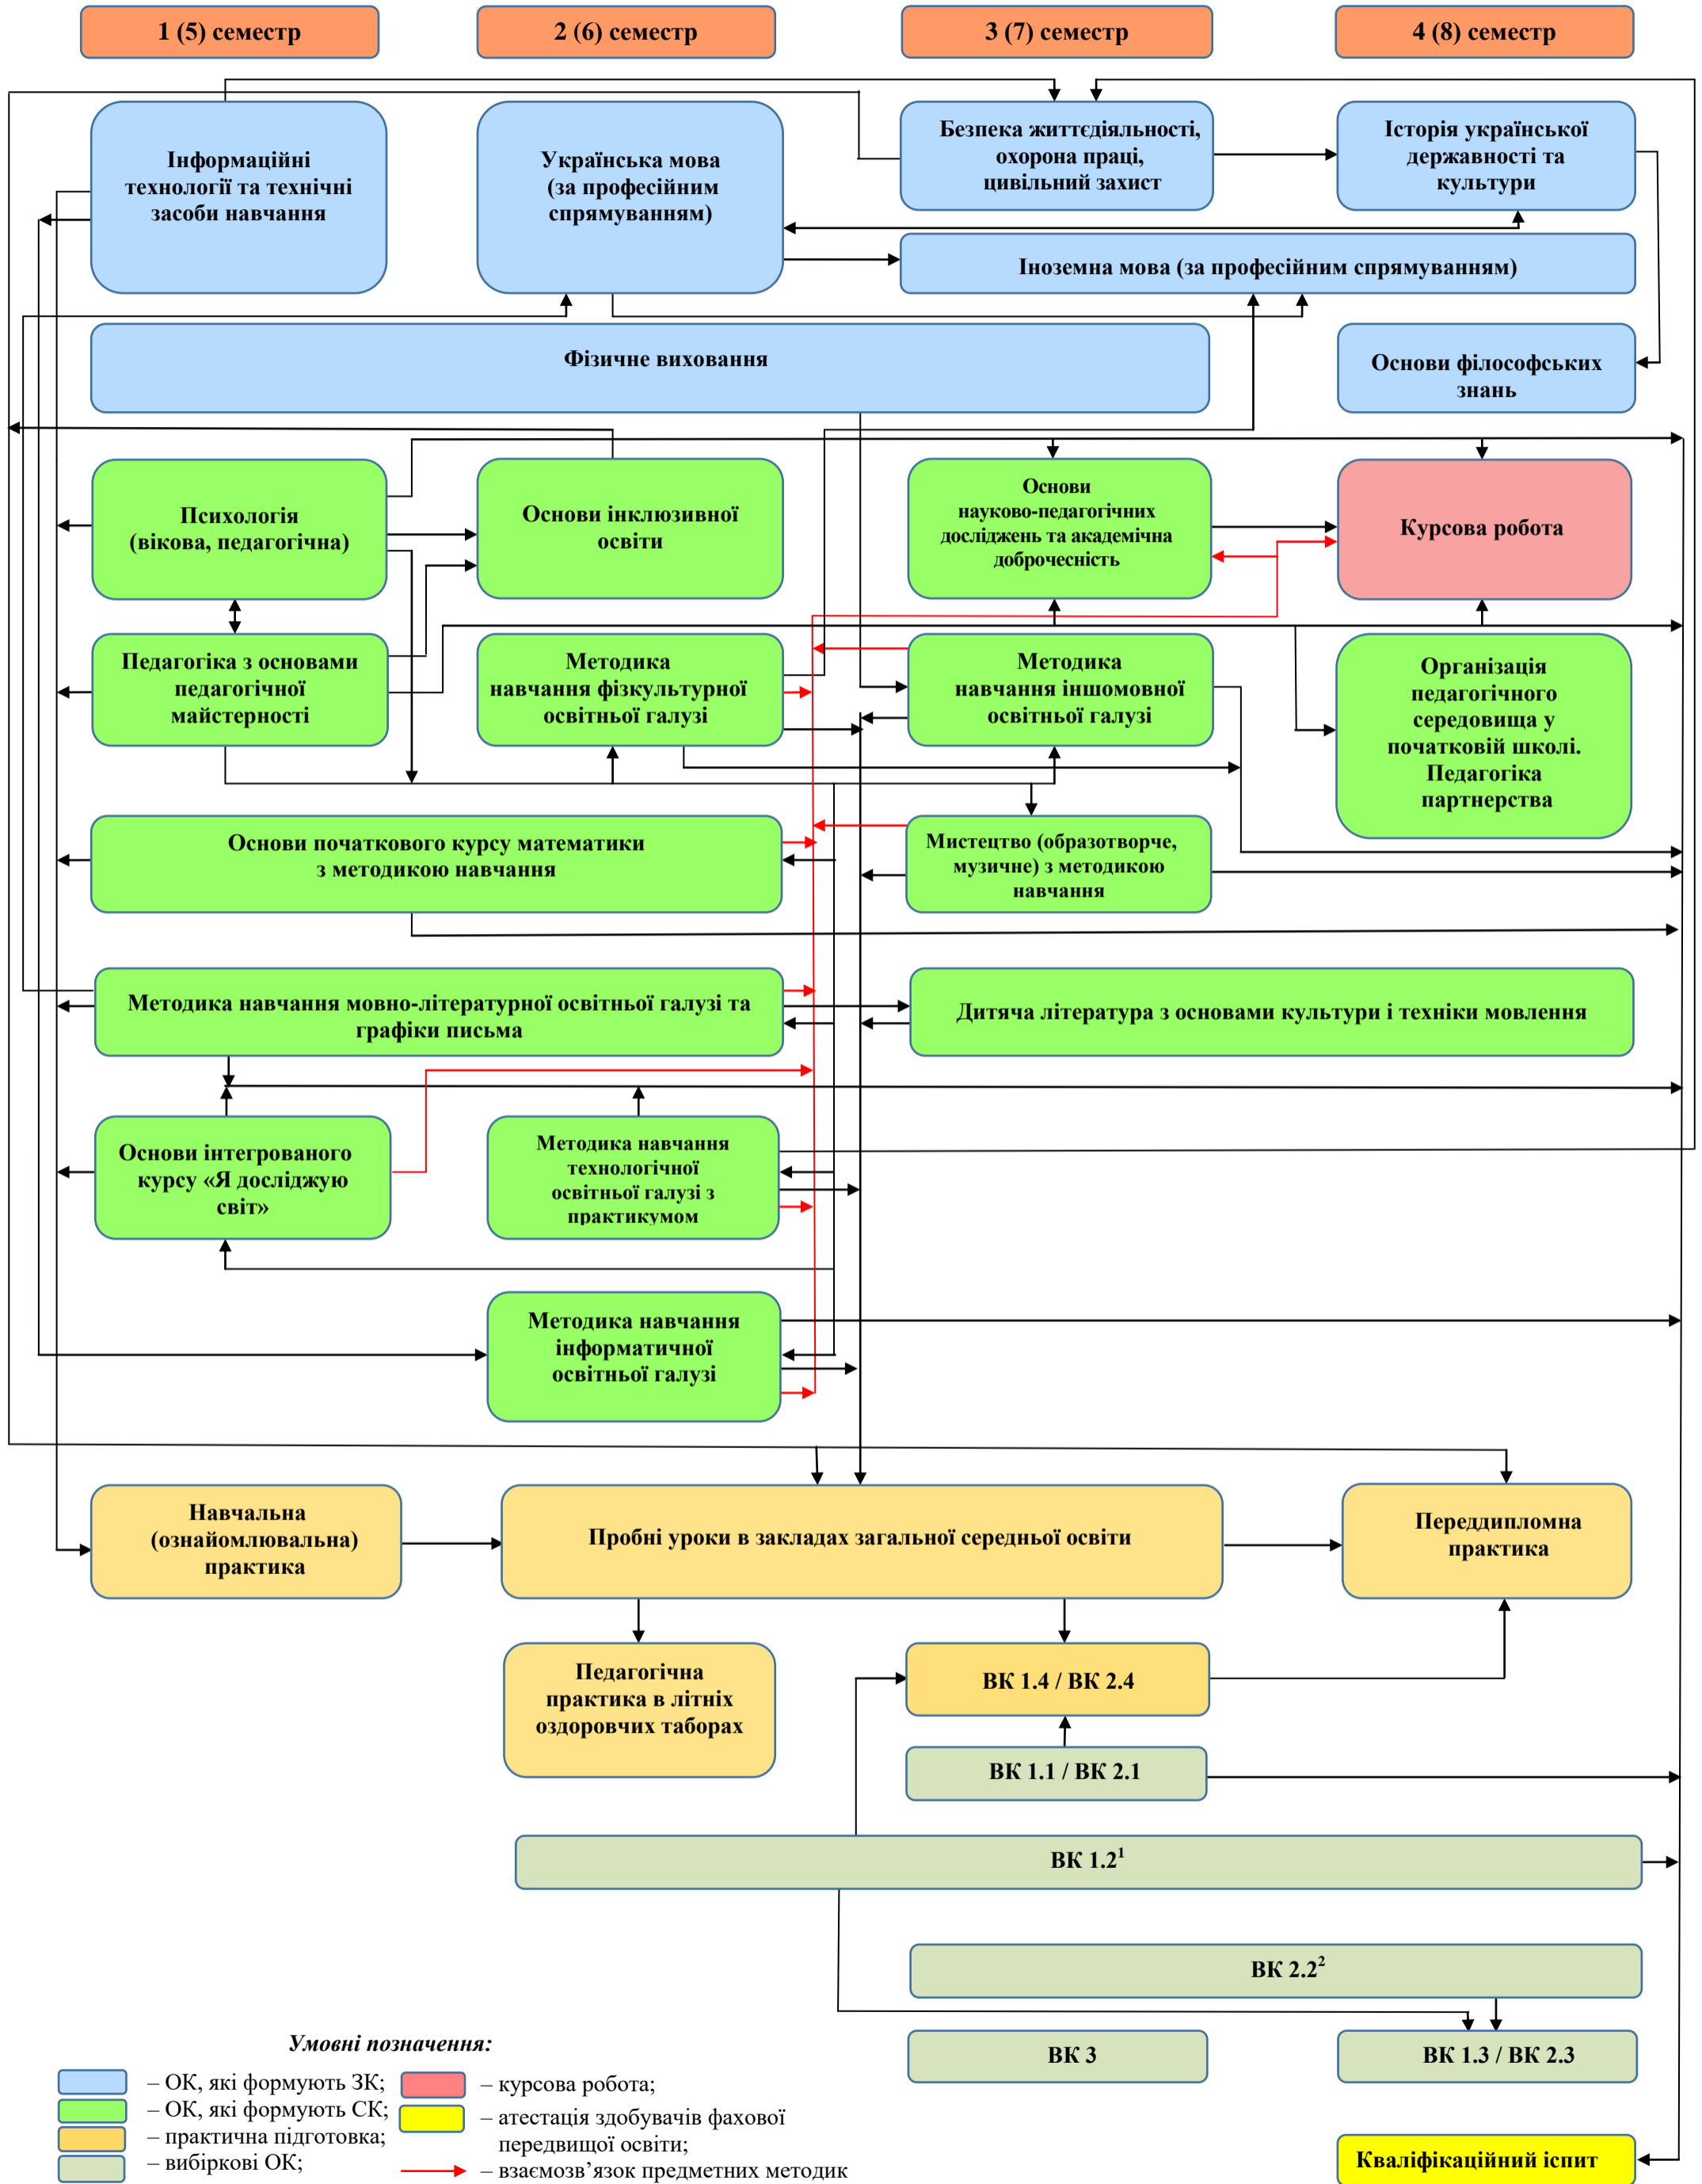 1 (5) семестр
2 (6) семестр
3 (7) семестр
4 (8) семестр
Інформаційні
технології та технічні
засоби навчання
Українська мова
(за професійним
спрямуванням)
Безпека життєдіяльності,
охорона праці,
цивільний захист
Історія української
державності та
культури
Іноземна мова (за професійним спрямуванням)
Фізичне виховання
Основи філософських
знань
Психологія
(вікова, педагогічна)
Основи інклюзивної
освіти
Основи
науково-педагогічних
досліджень та академічна
доброчесність
Курсова робота
Педагогіка з основами
педагогічної
майстерності
Методика
навчання фізкультурної
освітньої галузі
Методика
навчання іншомовної
освітньої галузі
Організація
педагогічного
середовища у
початковій школі.
Педагогіка
партнерства
Основи початкового курсу математики
з методикою навчання
Мистецтво (образотворче,
музичне) з методикою
навчання
Методика навчання мовно-літературної освітньої галузі та
графіки письма
Дитяча література з основами культури і техніки мовлення
Основи інтегрованого
курсу «Я досліджую
світ»
Методика навчання
технологічної
освітньої галузі з
практикумом
Методика навчання
інформатичної
освітньої галузі
Навчальна
(ознайомлювальна)
практика
Пробні уроки в закладах загальної середньої освіти
Переддипломна
практика
Педагогічна
практика в літніх
оздоровчих таборах
ВК 1.4 / ВК 2.4
ВК 1.1 / ВК 2.1
ВК 1.2¹
ВК 2.2²
ВК 3
ВК 1.3 / ВК 2.3
Кваліфікаційний іспит
Умовні позначення:
– ОК, які формують ЗК;
– ОК, які формують СК;
– практична підготовка;
– вибіркові ОК;
– курсова робота;
– атестація здобувачів фахової
передвищої освіти;
– взаємозв'язок предметних методик